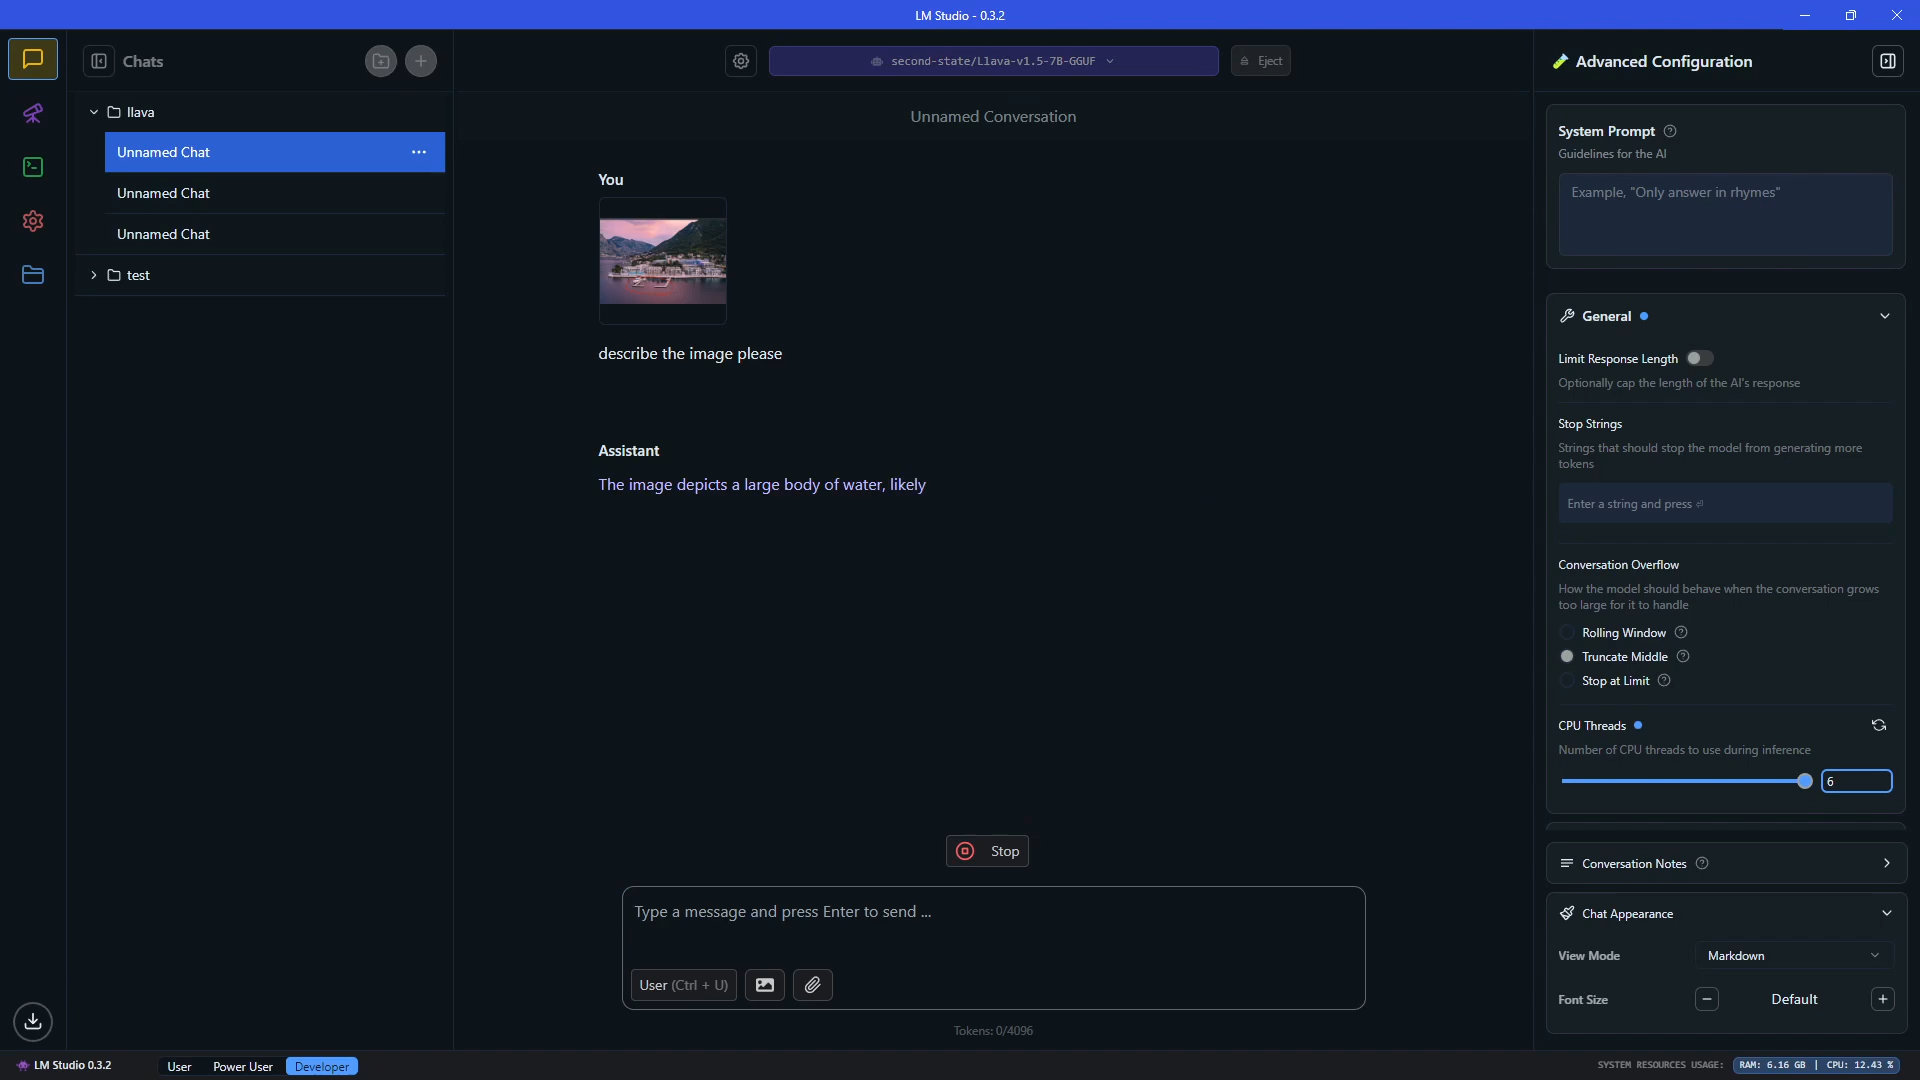 LM Studio - 0.3.2
Chats
second-state/Llava-v1.5-7B-GGUF
Eject
Advanced Configuration
llava
Unnamed Chat
Unnamed Chat
Unnamed Chat
test
Unnamed Conversation
You
describe the image please
Assistant
The image depicts a large body of water, likely
Stop
Type a message and press Enter to send ...
User (Ctrl + U)
Tokens: 0/4096
System Prompt
Guidelines for the AI
Example, "Only answer in rhymes"
General
Limit Response Length
Optionally cap the length of the AI's response
Stop Strings
Strings that should stop the model from generating more
tokens
Enter a string and press ⏎
Conversation Overflow
How the model should behave when the conversation grows
too large for it to handle
Rolling Window
Truncate Middle
Stop at Limit
CPU Threads
Number of CPU threads to use during inference
6
Conversation Notes
Chat Appearance
View Mode
Markdown
Font Size
Default
LM Studio 0.3.2
User
Power User
Developer
SYSTEM RESOURCES USAGE:
RAM: 6.16 GB | CPU: 12.43 %